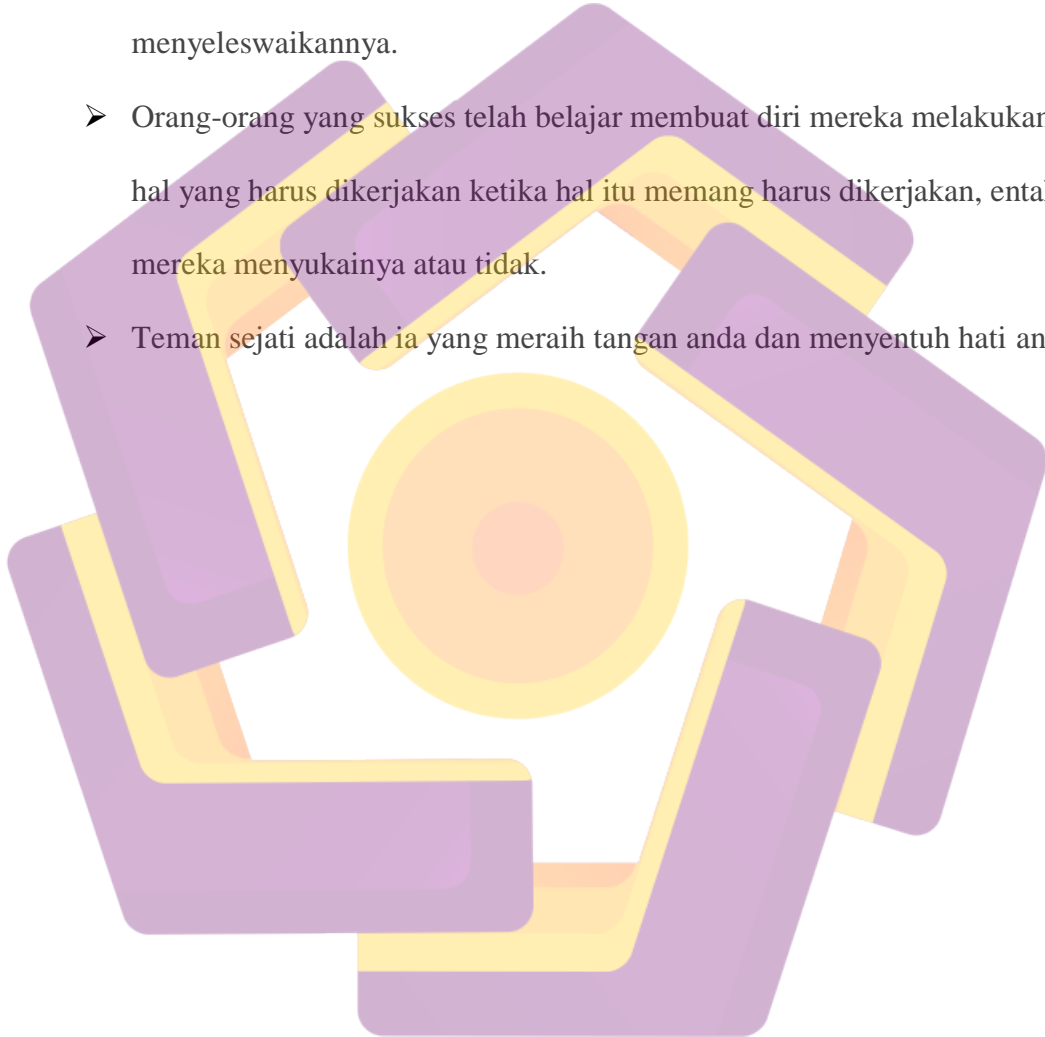 menyeleswaikannya.
➢ Orang-orang yang sukses telah belajar membuat diri mereka melakukan
hal yang harus dikerjakan ketika hal itu memang harus dikerjakan,
mereka menyukainya atau tidak.
➢ Teman sejati adalah ia yang meraih tangan anda dan menyentuh hati